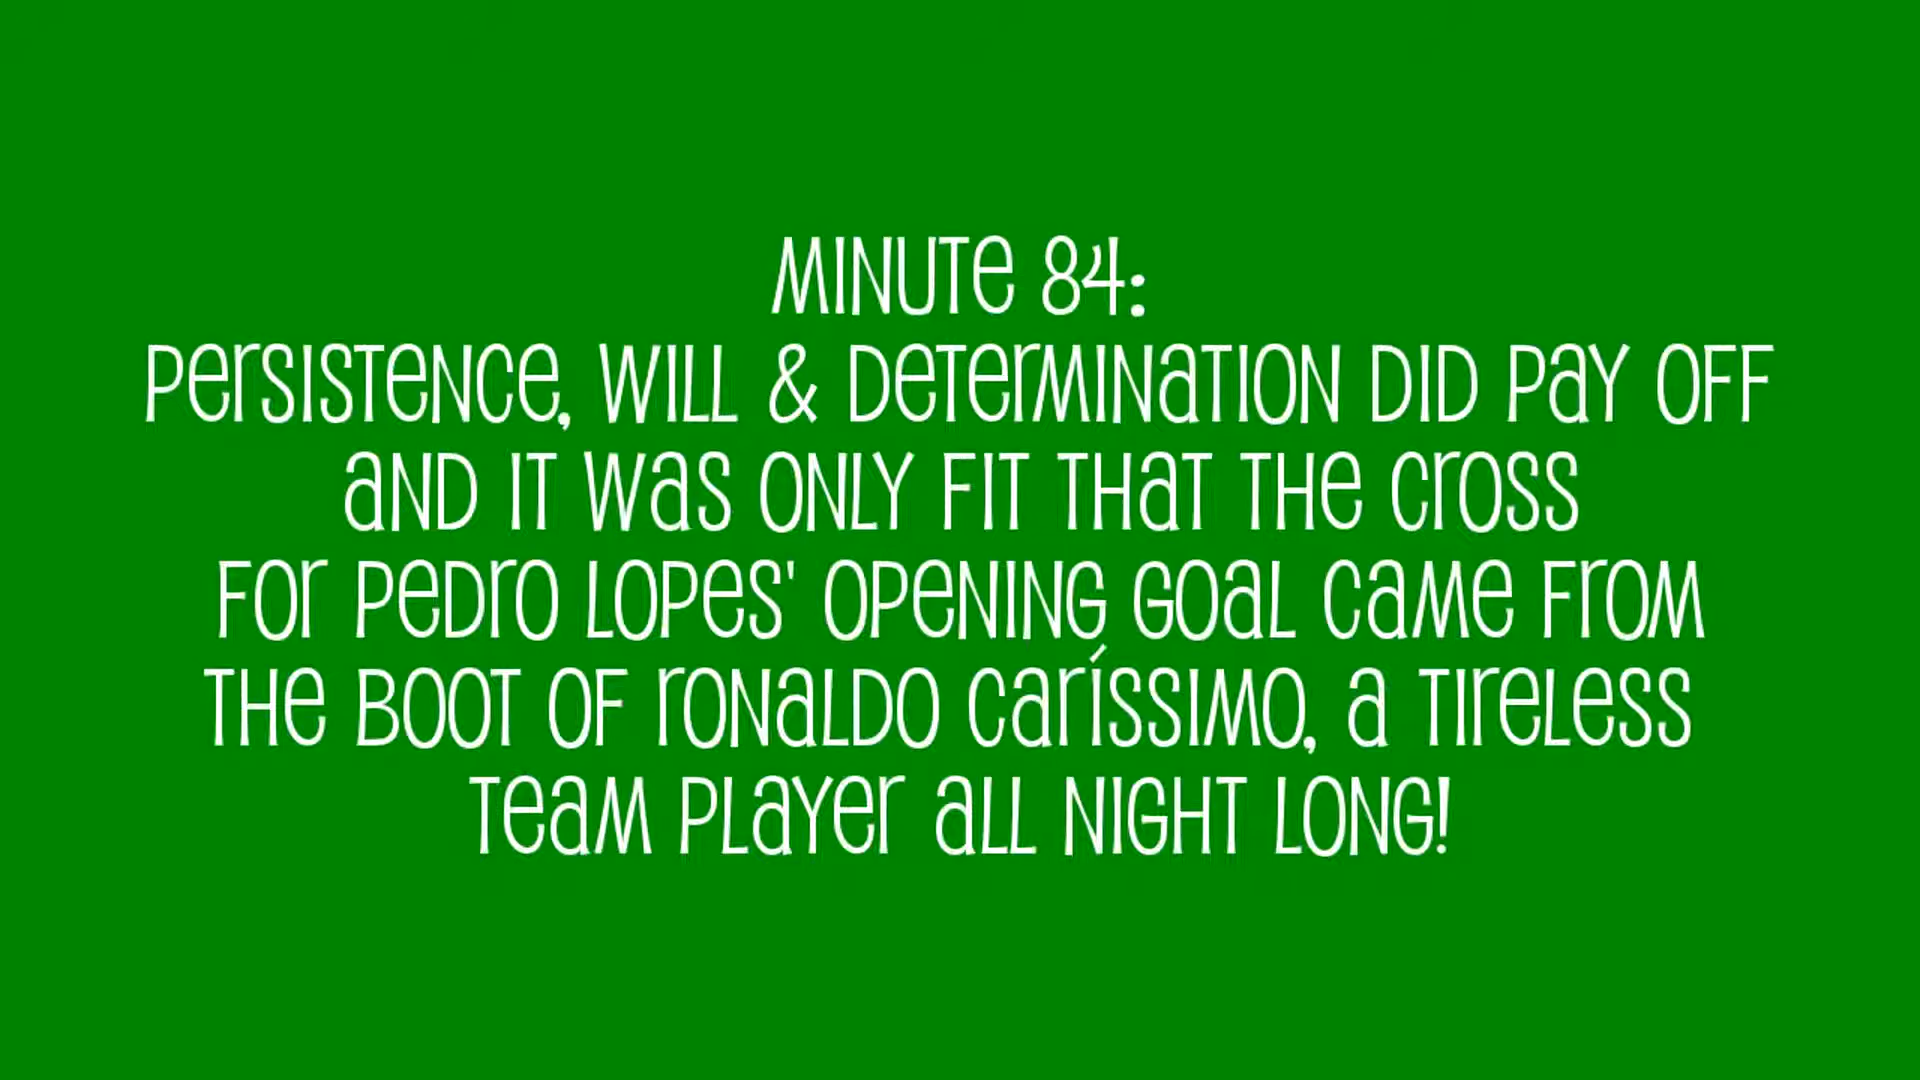 MINUTE 84:
PERSISTENCE, WILL & DETERMINATION DID PAY OFF
AND IT WAS ONLY FIT THAT THE CROSS
FOR PEDRO LOPES' OPENING GOAL CAME FROM
THE BOOT OF RONALDO CARÍSSIMO, A TIRELESS
TEAM PLAYER ALL NIGHT LONG!